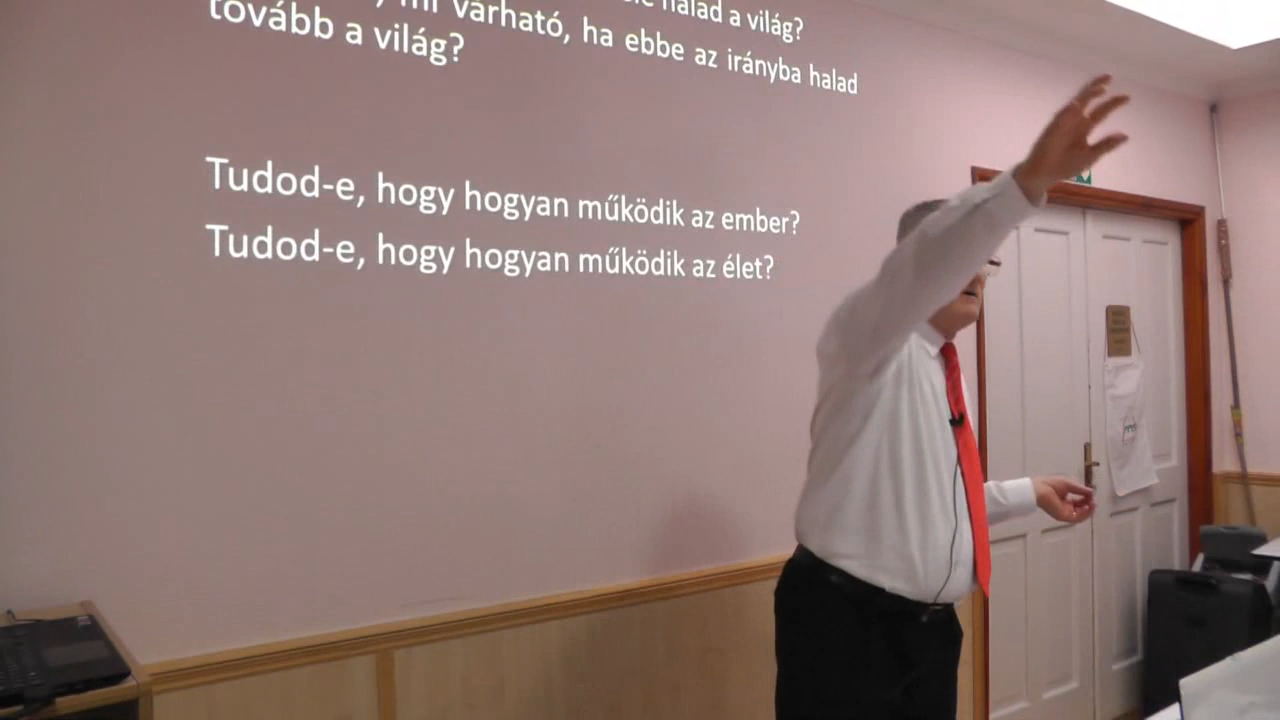 halad a világ?
mi várható, ha ebbe az irányba halad
tovább a világ?
Tudod-e, hogy hogyan működik az ember?
Tudod-e, hogy hogyan működik az élet?